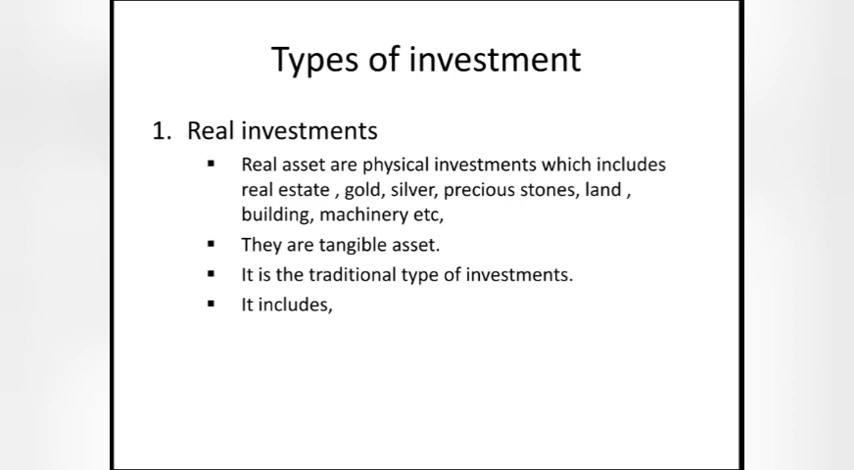 Types of investment
1. Real investments
▪ Real asset are physical investments which includes
real estate , gold, silver, precious stones, land ,
building, machinery etc,
▪ They are tangible asset.
▪ It is the traditional type of investments.
▪ It includes,